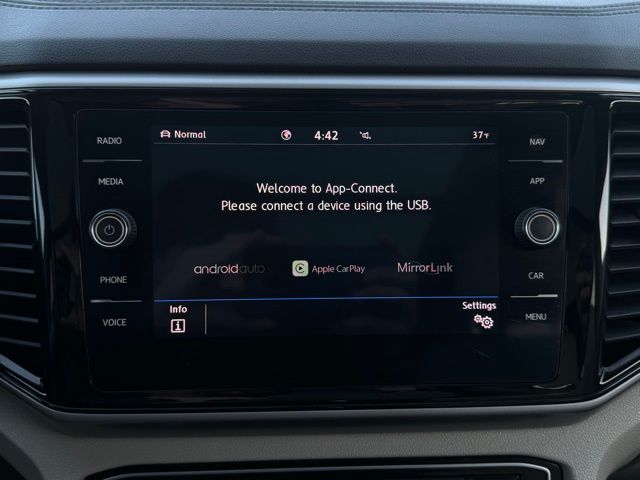 RADIO
MEDIA
PHONE
VOICE
Normal
4:42
37°F
Welcome to App-Connect.
Please connect a device using the USB.
androidauto
Apple CarPlay
MirrorLink
Info
Settings
NAV
APP
CAR
MENU